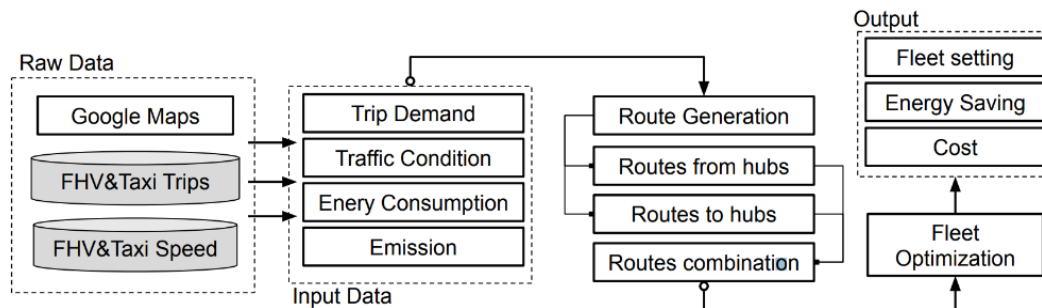 Raw Data
Google Maps
FHV&Taxi Trips
FHV&Taxi Speed
Trip Demand
Traffic Condition
Enery Consumption
Emission
Input Data
Route Generation
Routes from hubs
Routes to hubs
Routes combination
Output
Fleet setting
Energy Saving
Cost
Fleet
Optimization